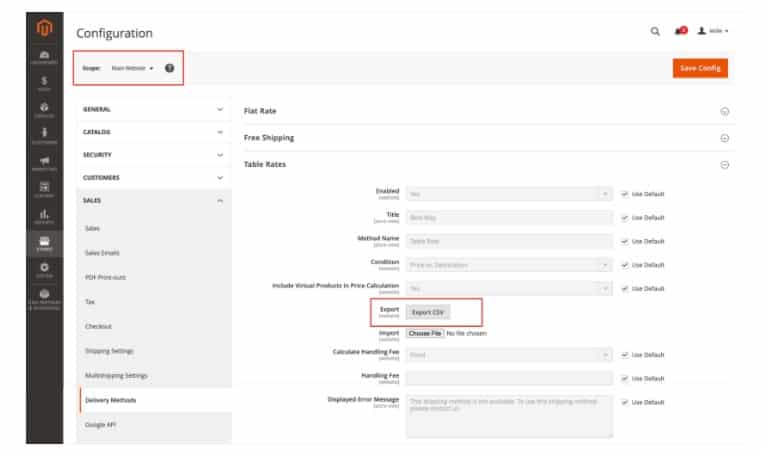 Configuration
2
Scope: Main Website
?
Save Config
GENERAL
CATALOG
SECURITY
CUSTOMERS
SALES
Sales
Sales Emails
PDF Print-outs
Tax
Checkout
Shipping Settings
Multishipping Settings
Delivery Methods
Google API
Flat Rate
Free Shipping
Table Rates
Enabled
[website]
Yes
Use Default
Title
[store view]
Best Way
Use Default
Method Name
[store view]
Table Rate
Use Default
Condition
[website]
Price vs. Destination
Use Default
Include Virtual Products in Price Calculation
[website]
Yes
Use Default
Export
[website]
Export CSV
Import
[website]
Choose File No file chosen
Calculate Handling Fee
[website]
Fixed
Use Default
Handling Fee
[website]
Use Default
Displayed Error Message
[store view]
This shipping method is not available. To use this shipping method,
please contact us.
Use Default